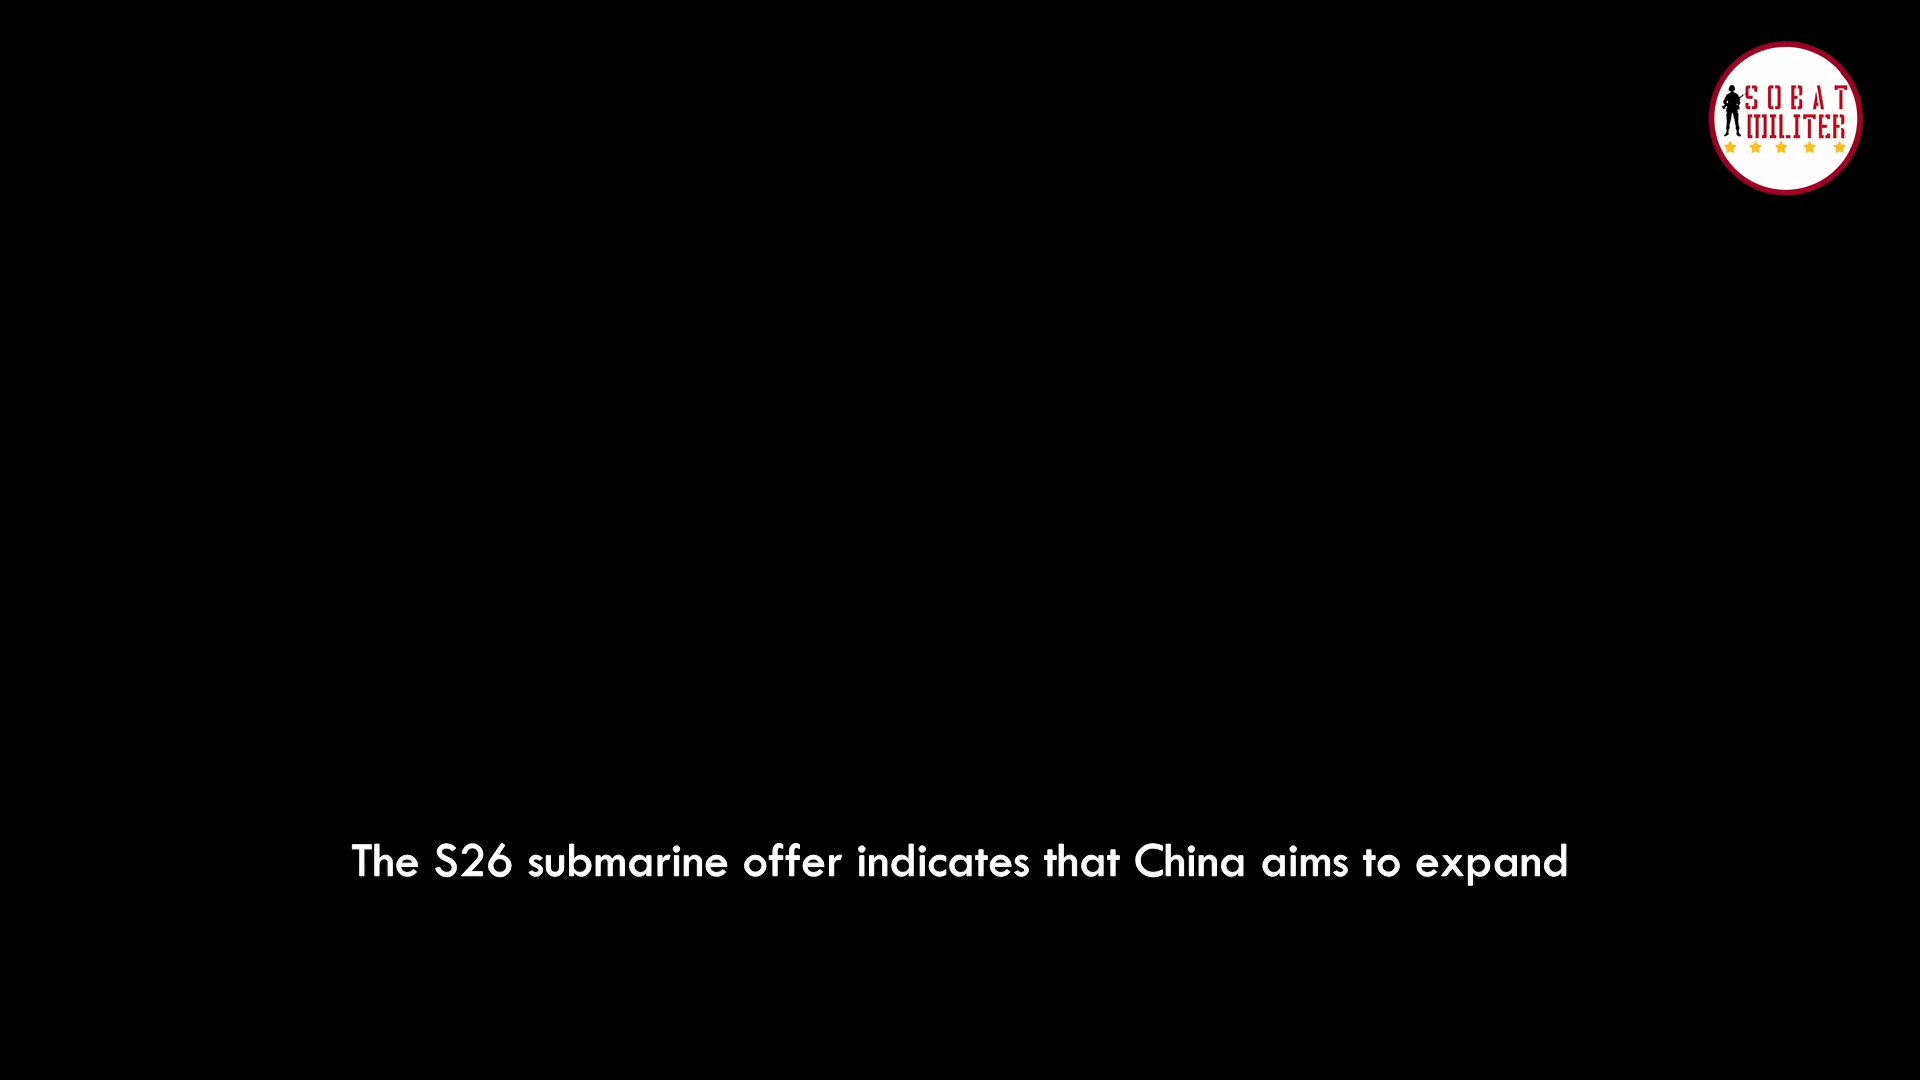 SOBAT
MILITER
The S26 submarine offer indicates that China aims to expand